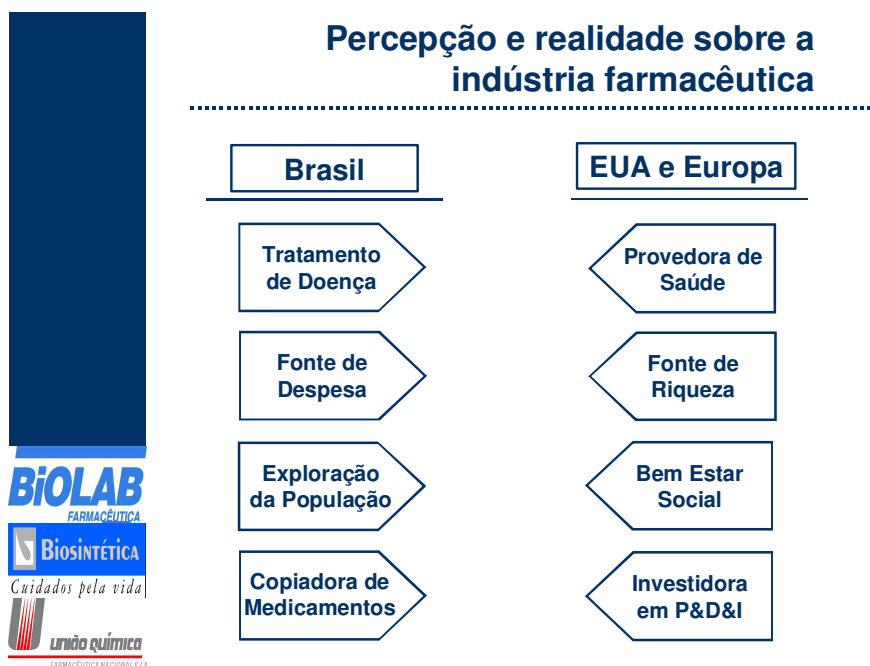 Percepção e realidade sobre a
indústria farmacêutica
Brasil
EUA e Europa
Tratamento
de Doença
Provedora de
Saúde
Fonte de
Despesa
Fonte de
Riqueza
Exploração
da População
Bem Estar
Social
Copiadora de
Medicamentos
Investidora
em P&D&I
BiOLAB
FARMACÊUTICA
BIOSINTÉTICA
Cuidados pela vida
união química
FARMACÊUTICA NACIONAL S/A